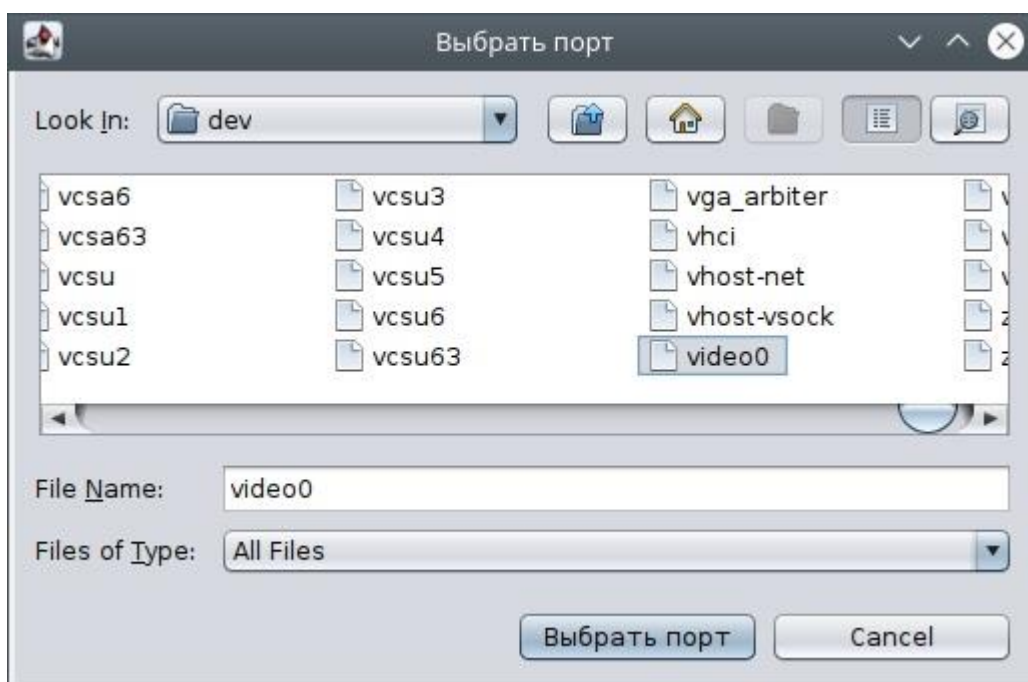 Выбрать порт
Look In: dev
vcsa6 vcsu3 vga_arbiter
vcsa63 vcsu4 vhci
vcsu vcsu5 vhost-net
vcsu1 vcsu6 vhost-vsock
vcsu2 vcsu63 video0
File Name: video0
Files of Type: All Files
Выбрать порт Cancel